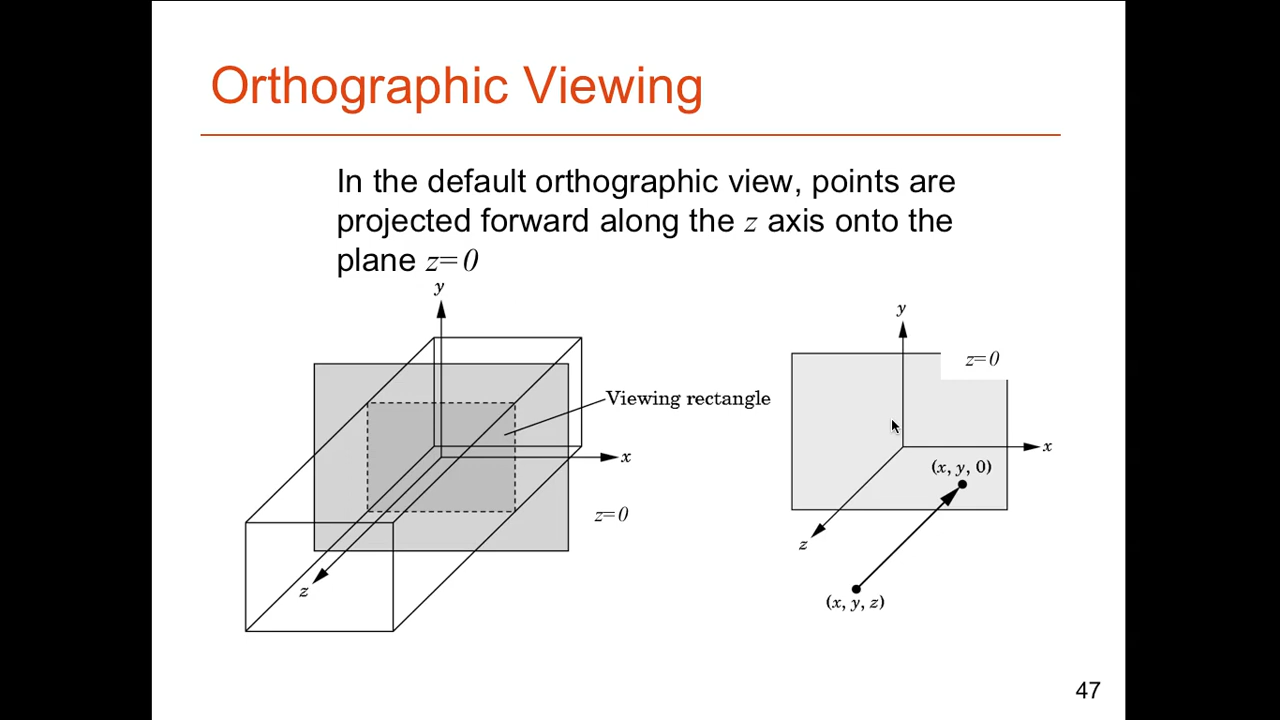 Orthographic Viewing
In the default orthographic view, points are
projected forward along the z axis onto the
plane z=0
y
Viewing rectangle
x
z=0
z
y
z=0
x
(x, y, 0)
z
(x, y, z)
47